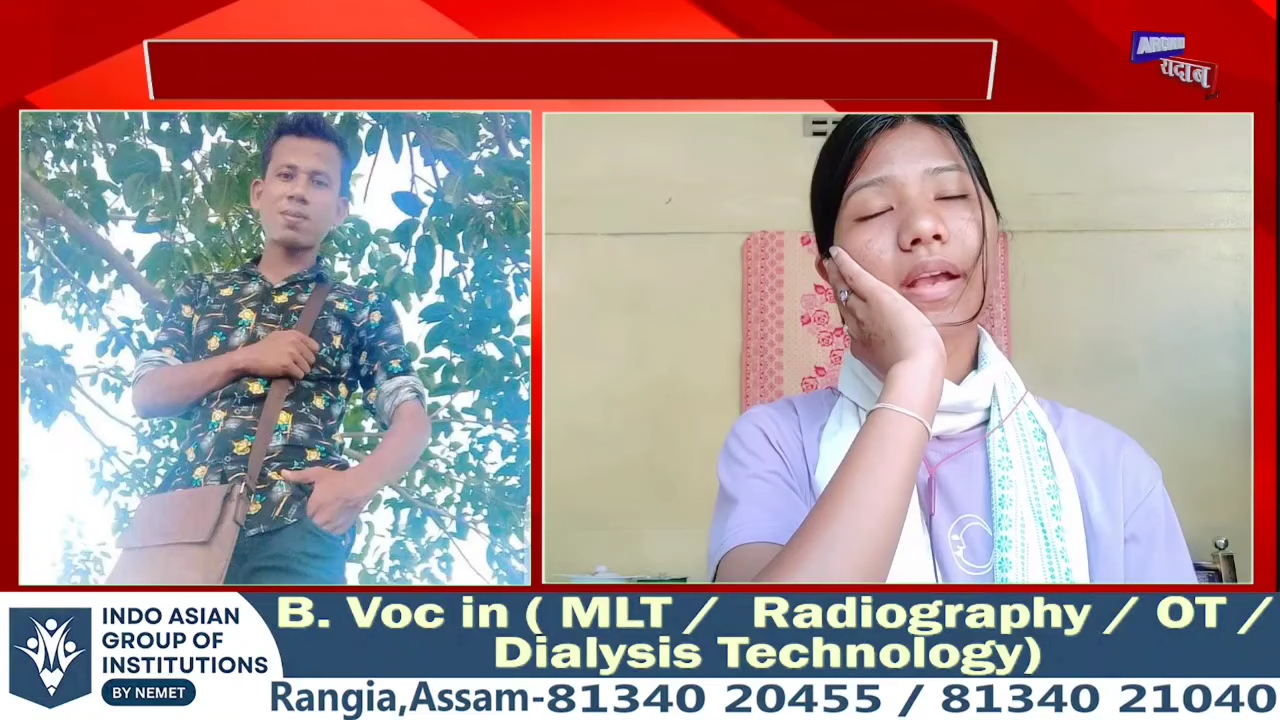 रादाब
INDO ASIAN
GROUP OF
INSTITUTIONS
BY NEMET
B. Voc in ( MLT / Radiography / OT /
Dialysis Technology)
Rangia,Assam-81340 20455 / 81340 21040